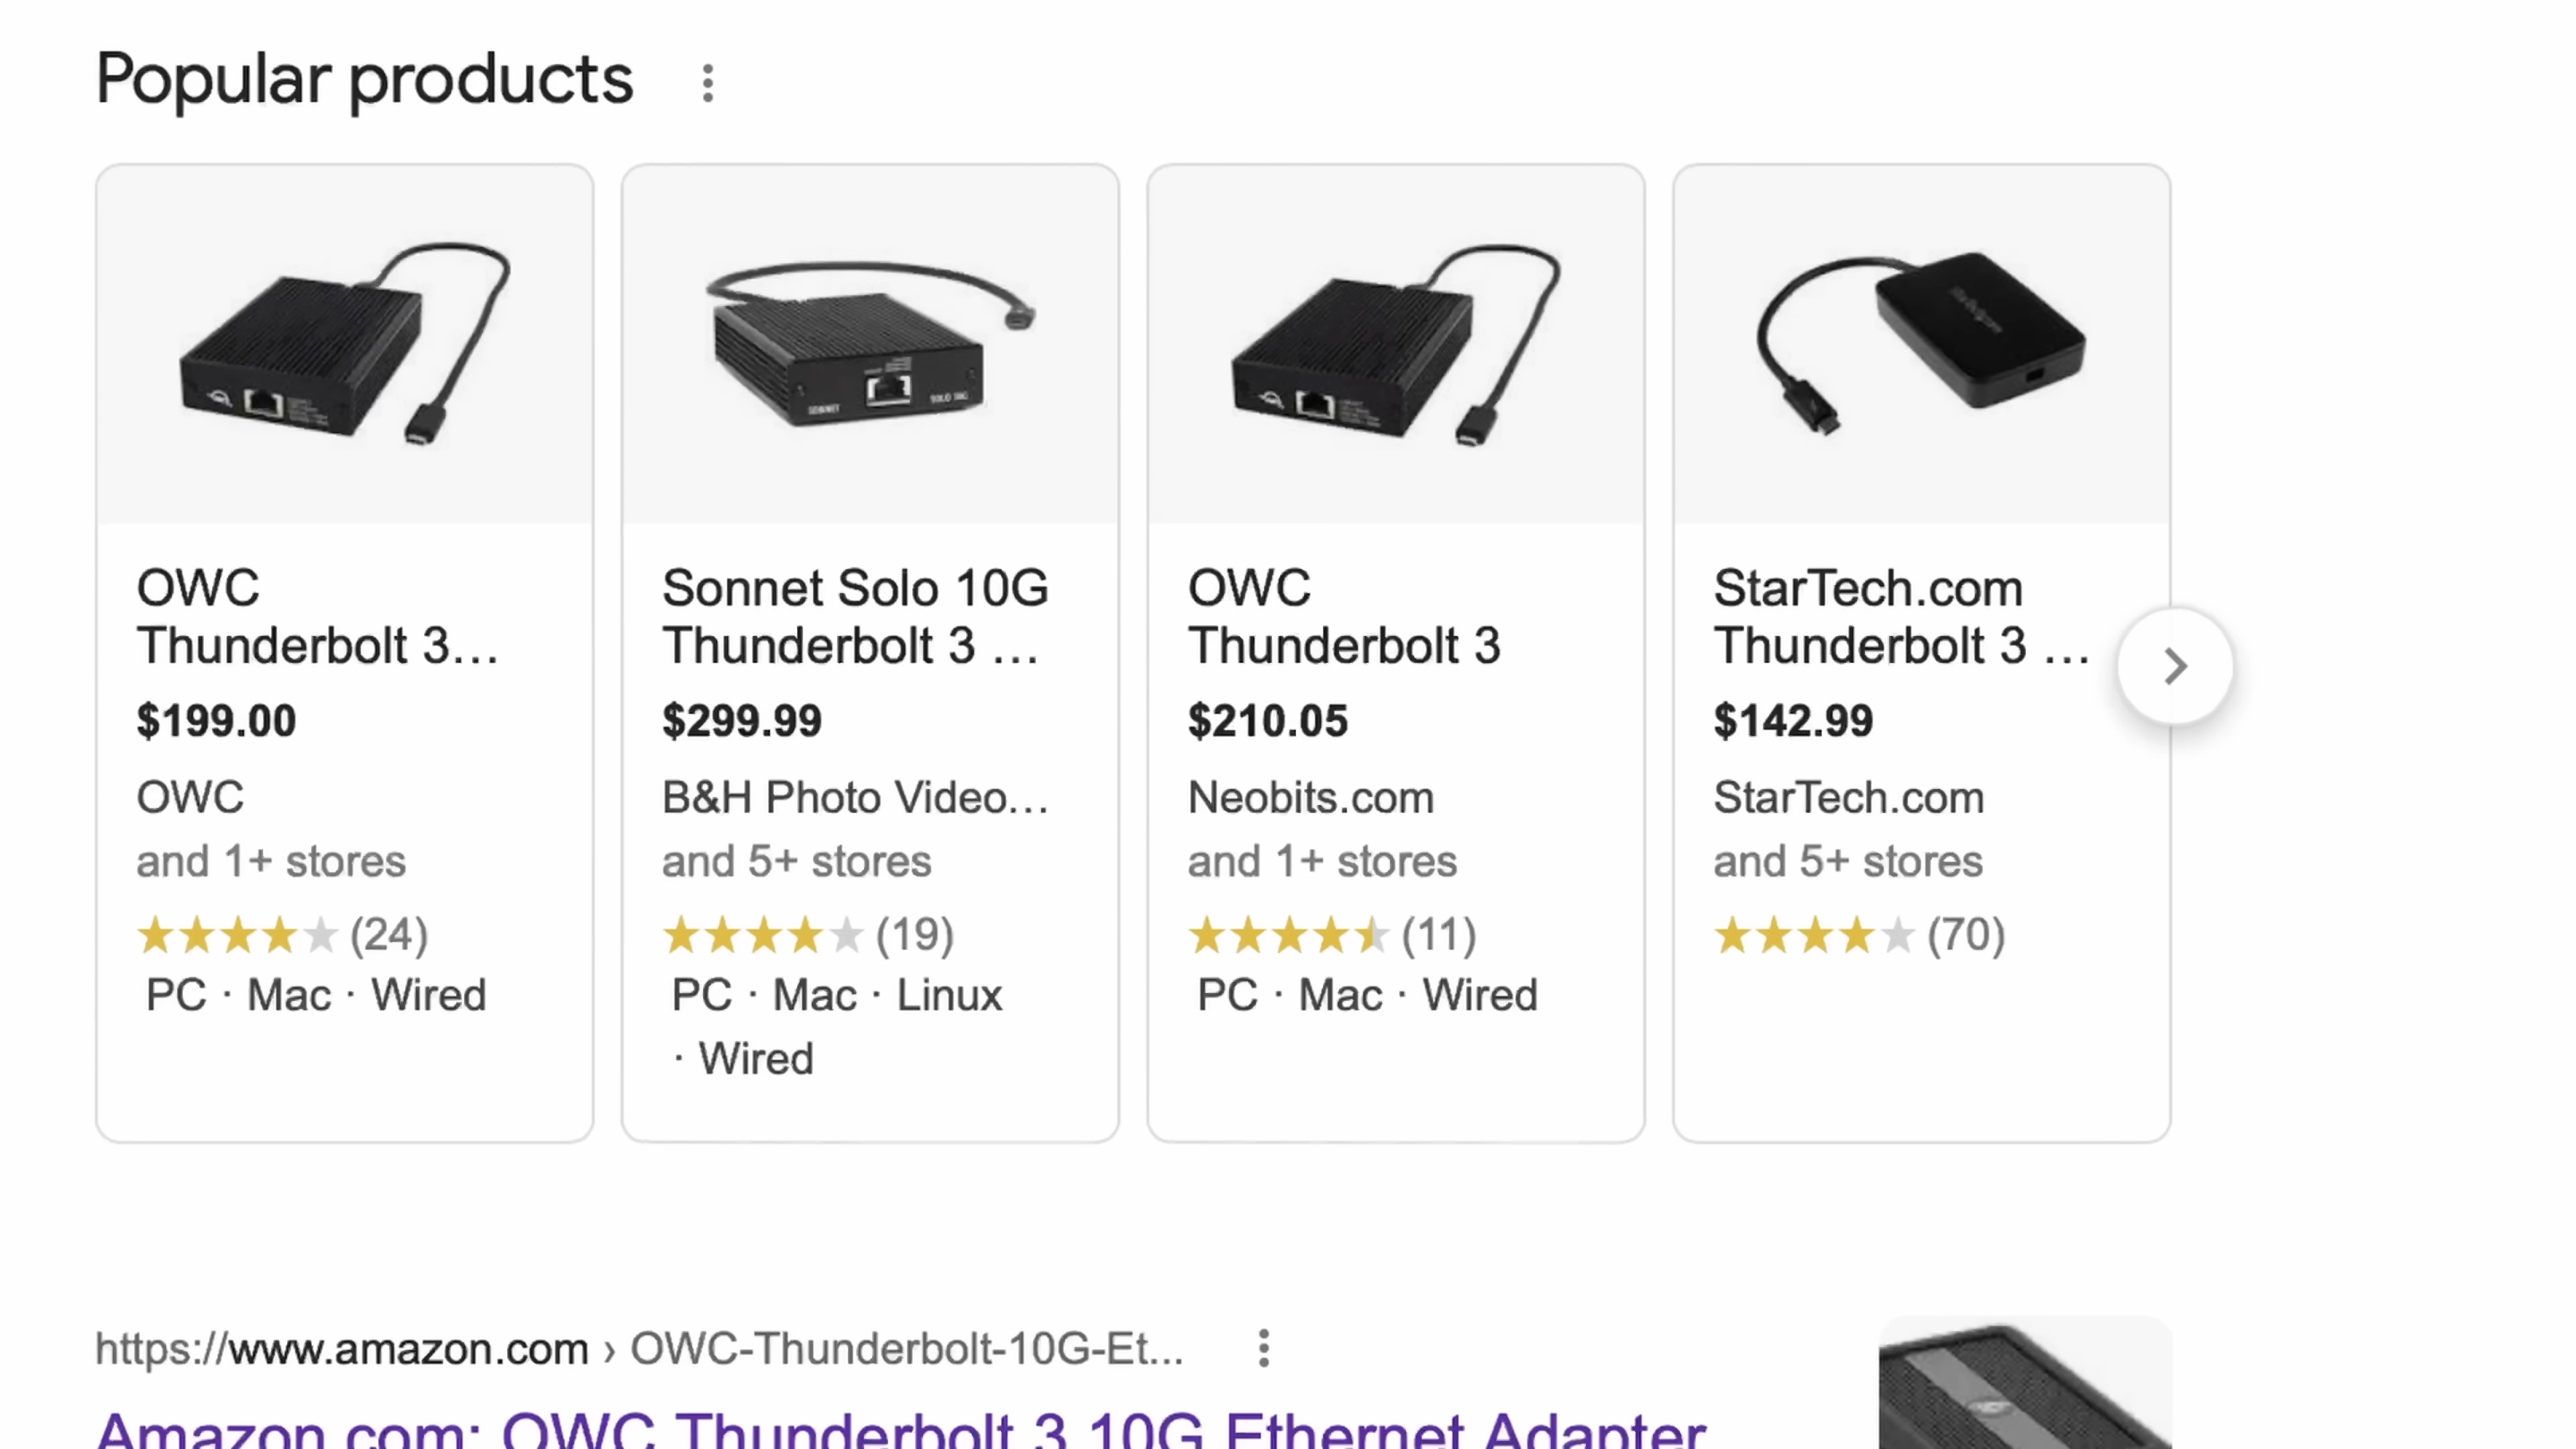 Popular products
OWC
Thunderbolt 3...
$199.00
OWC
and 1+ stores
(24)
PC · Mac · Wired
SONNET
SOLO 10G
Sonnet Solo 10G
Thunderbolt 3 ...
$299.99
B&H Photo Video...
and 5+ stores
(19)
PC · Mac · Linux
· Wired
OWC
Thunderbolt 3
$210.05
Neobits.com
and 1+ stores
(11)
PC · Mac · Wired
StarTech.com
Thunderbolt 3 ...
$142.99
StarTech.com
and 5+ stores
(70)
https://www.amazon.com › OWC-Thunderbolt-10G-Et...
Amazon.com: OWC Thunderbolt 3 10G Ethernet Adapter